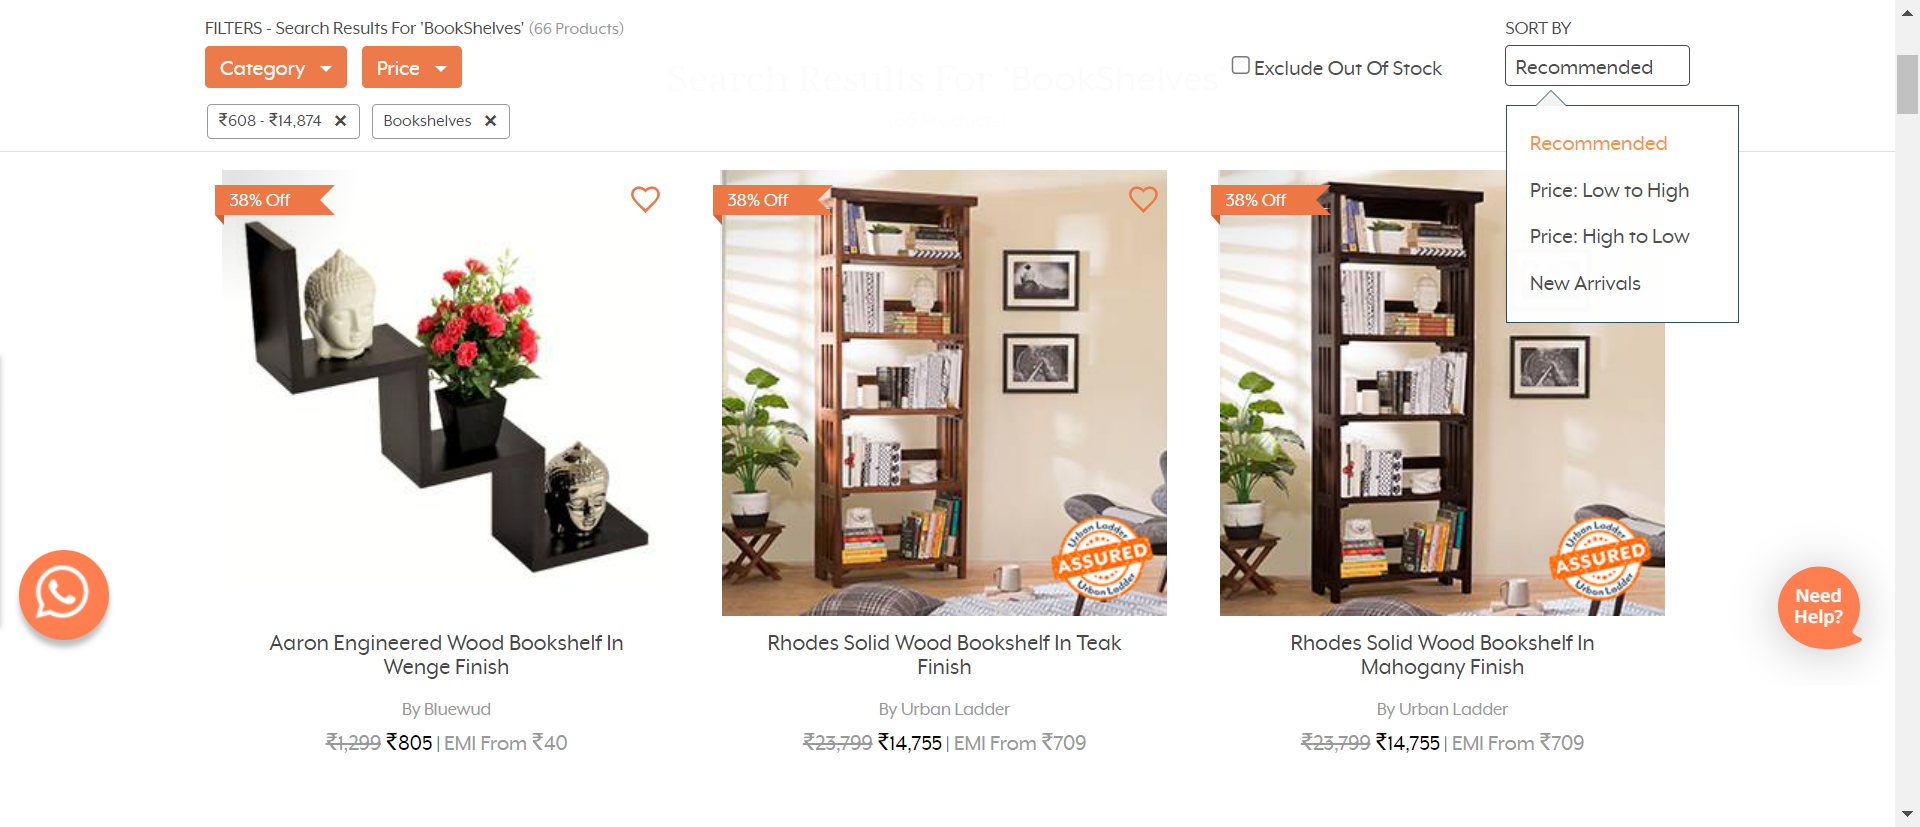 FILTERS - Search Results For 'BookShelves' (66 Products)
SORT BY
Category
Price
Search Results For 'BookShelves'
Exclude Out Of Stock
Recommended
₹608 - ₹14,874 ×
Bookshelves ×
Recommended
Price: Low to High
Price: High to Low
New Arrivals
38% Off
38% Off
38% Off
Urban Ladder
ASSURED
Urban Ladder
Urban Ladder
ASSURED
Urban Ladder
Need
Help?
Aaron Engineered Wood Bookshelf In
Wenge Finish
By Bluewud
₹1,299 ₹805 | EMI From ₹40
Rhodes Solid Wood Bookshelf In Teak
Finish
By Urban Ladder
₹23,799 ₹14,755 | EMI From ₹709
Rhodes Solid Wood Bookshelf In
Mahogany Finish
By Urban Ladder
₹23,799 ₹14,755 | EMI From ₹709